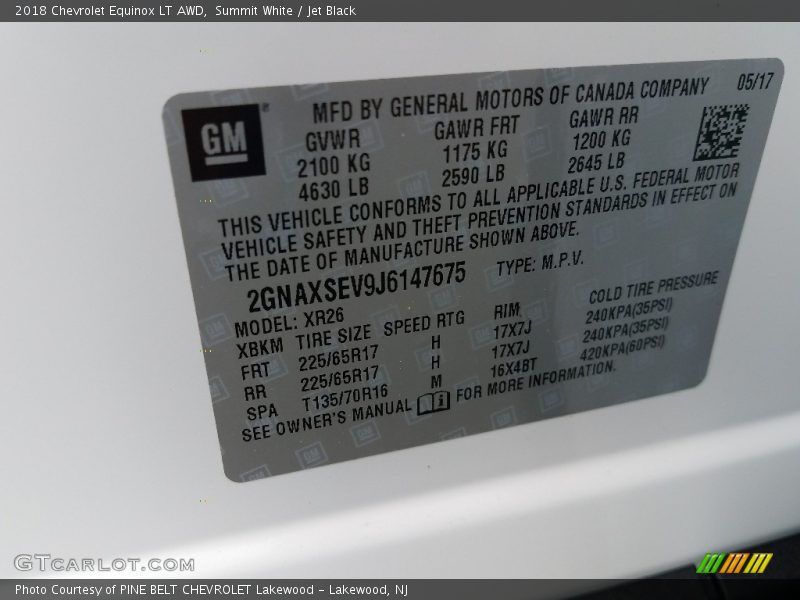 2018 Chevrolet Equinox LT AWD, Summit White / Jet Black
MFD BY GENERAL MOTORS OF CANADA COMPANY 05/17
GM
GVWR GAWR FRT GAWR RR
2100 KG 1175 KG 1200 KG
4630 LB 2590 LB 2645 LB
THIS VEHICLE CONFORMS TO ALL APPLICABLE U.S. FEDERAL MOTOR
VEHICLE SAFETY AND THEFT PREVENTION STANDARDS IN EFFECT ON
THE DATE OF MANUFACTURE SHOWN ABOVE.
2GNAXSEV9J6147675 TYPE: M.P.V.
MODEL: XR26
XBKM TIRE SIZE SPEED RTG RIM COLD TIRE PRESSURE
FRT 225/65R17 H 17X7J 240KPA(35PSI)
RR 225/65R17 H 17X7J 240KPA(35PSI)
SPA T135/70R16 M 16X4BT 420KPA(60PSI)
SEE OWNER'S MANUAL FOR MORE INFORMATION.
GTCARLOT.COM
Photo Courtesy of PINE BELT CHEVROLET Lakewood - Lakewood, NJ